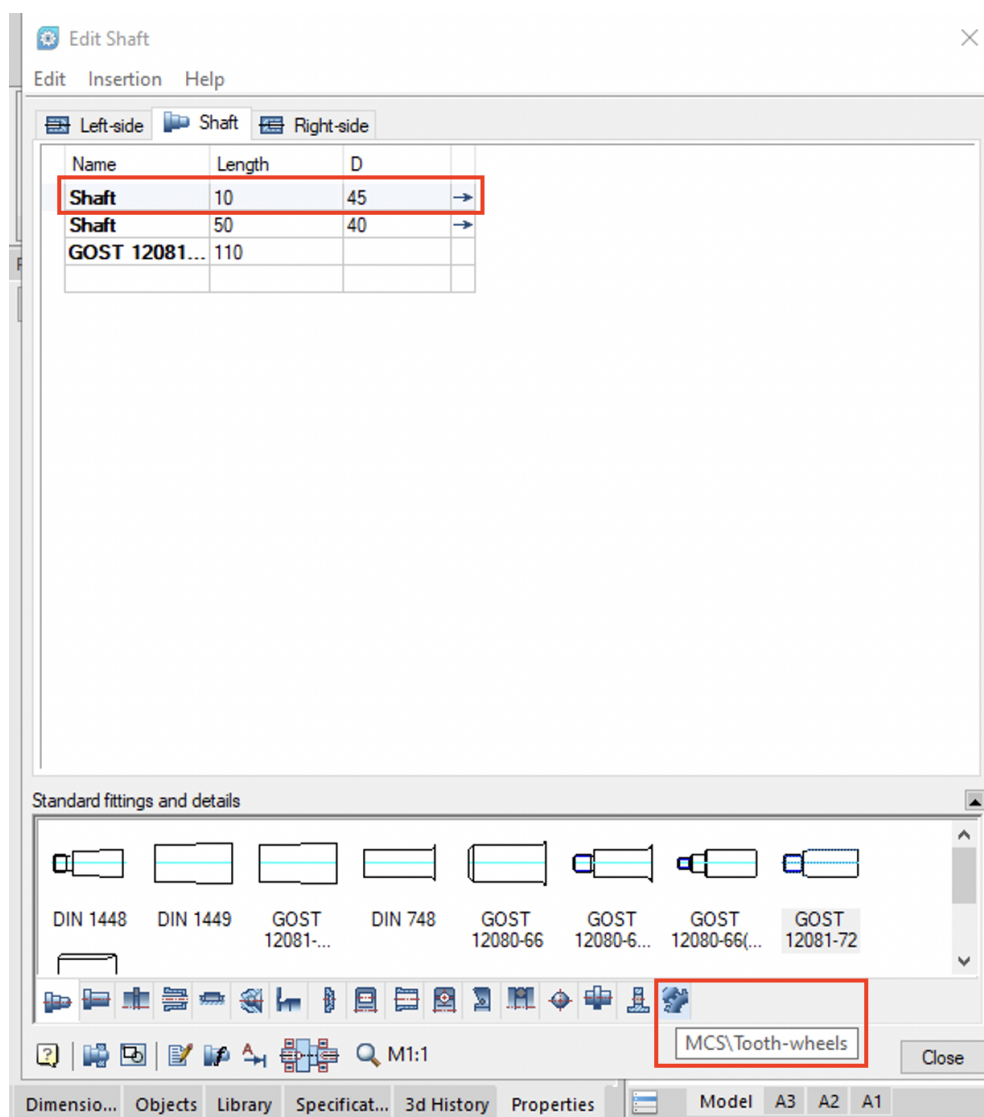 Edit Shaft
Edit Insertion Help
Left-side Shaft Right-side
Name Length D
Shaft 10 45
Shaft 50 40
GOST 12081... 110
Standard fittings and details
DIN 1448 DIN 1449 GOST 12081-... DIN 748 GOST 12080-66 GOST 12080-6... GOST 12080-66(... GOST 12081-72
MCS\Tooth-wheels
M1:1
Close
Dimensio... Objects Library Specificat... 3d History Properties Model A3 A2 A1